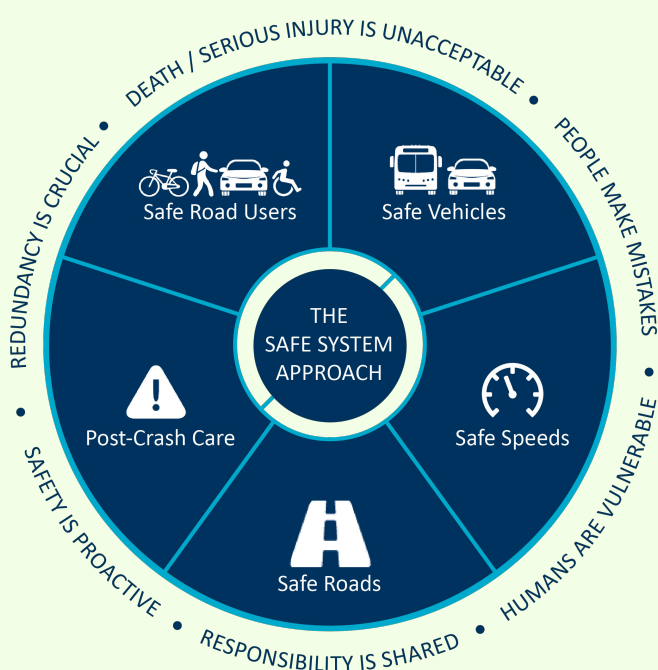 DEATH / SERIOUS INJURY IS UNACCEPTABLE
PEOPLE MAKE MISTAKES
HUMANS ARE VULNERABLE
RESPONSIBILITY IS SHARED
SAFETY IS PROACTIVE
REDUNDANCY IS CRUCIAL
Safe Road Users
Safe Vehicles
THE
SAFE SYSTEM
APPROACH
Post-Crash Care
Safe Speeds
Safe Roads